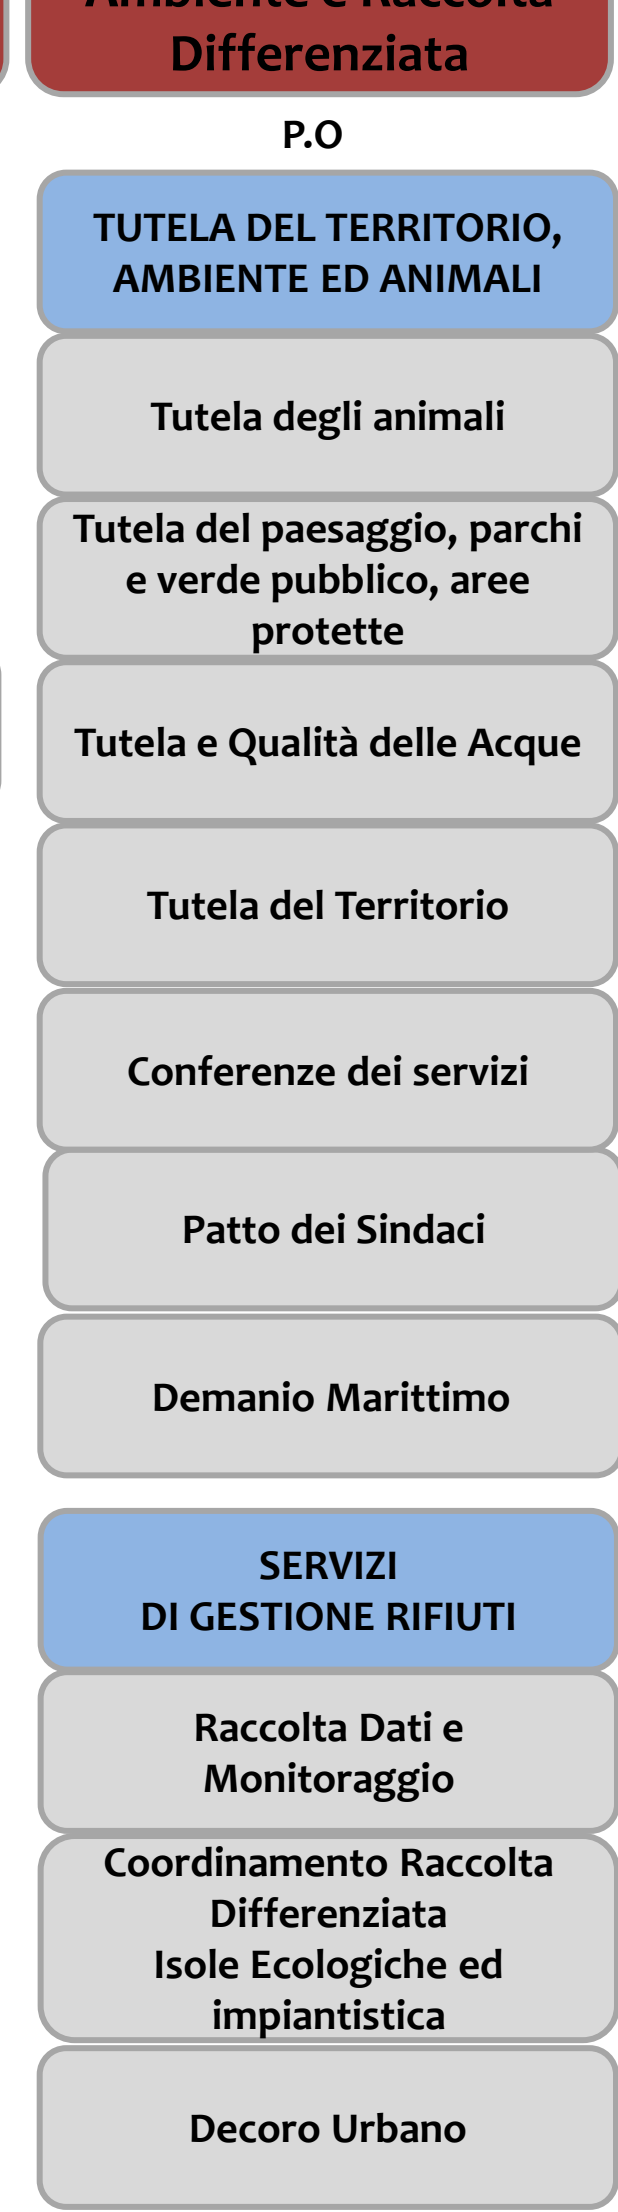 Ambiente e Raccolta
Differenziata
P.O
TUTELA DEL TERRITORIO,
AMBIENTE ED ANIMALI
Tutela degli animali
Tutela del paesaggio, parchi
e verde pubblico, aree
protette
Tutela e Qualità delle Acque
Tutela del Territorio
Conferenze dei servizi
Patto dei Sindaci
Demanio Marittimo
SERVIZI
DI GESTIONE RIFIUTI
Raccolta Dati e
Monitoraggio
Coordinamento Raccolta
Differenziata
Isole Ecologiche ed
impiantistica
Decoro Urbano